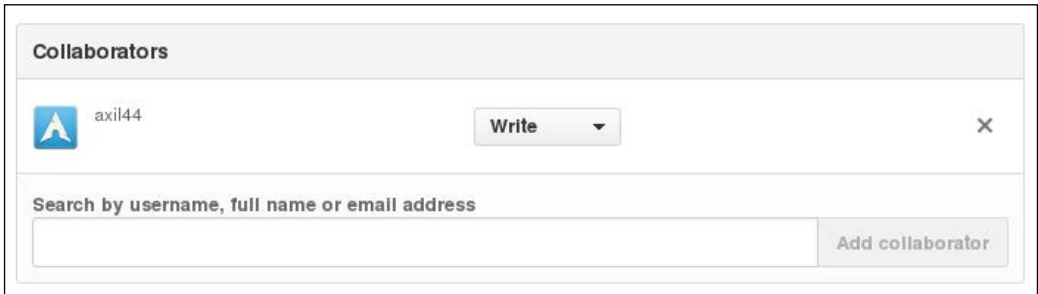 Collaborators
axil44
Write
Search by username, full name or email address
Add collaborator